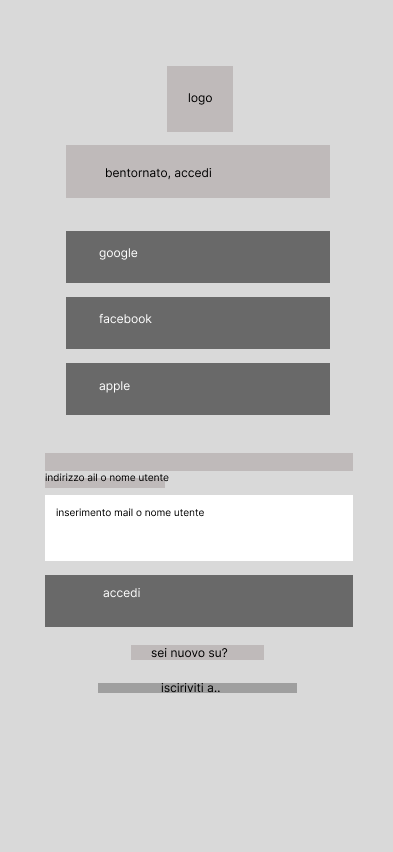 logo
bentornato, accedi
google
facebook
apple
indirizzo ail o nome utente
inserimento mail o nome utente
accedi
sei nuovo su?
isciriviti a..